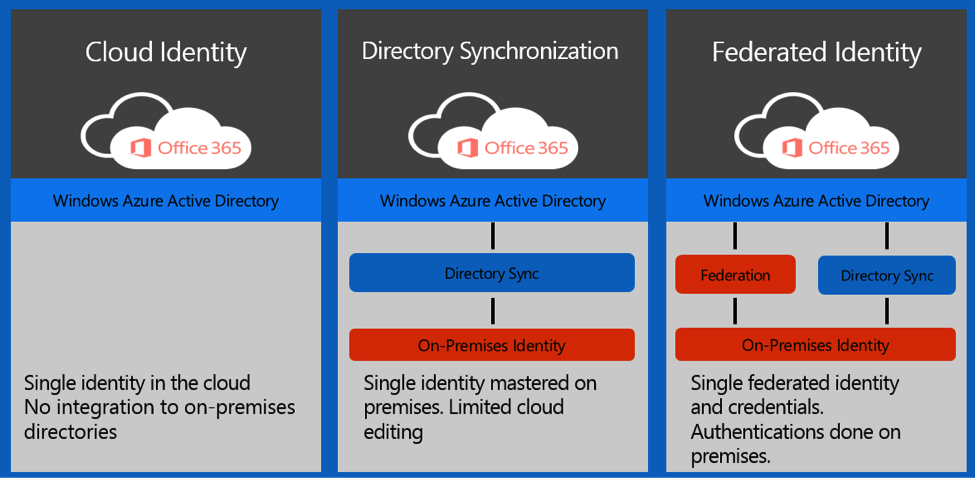 Cloud Identity
Office 365
Windows Azure Active Directory
Single identity in the cloud
No integration to on-premises
directories
Directory Synchronization
Office 365
Windows Azure Active Directory
Directory Sync
On-Premises Identity
Single identity mastered on
premises. Limited cloud
editing
Federated Identity
Office 365
Windows Azure Active Directory
Federation
Directory Sync
On-Premises Identity
Single federated identity
and credentials.
Authentications done on
premises.